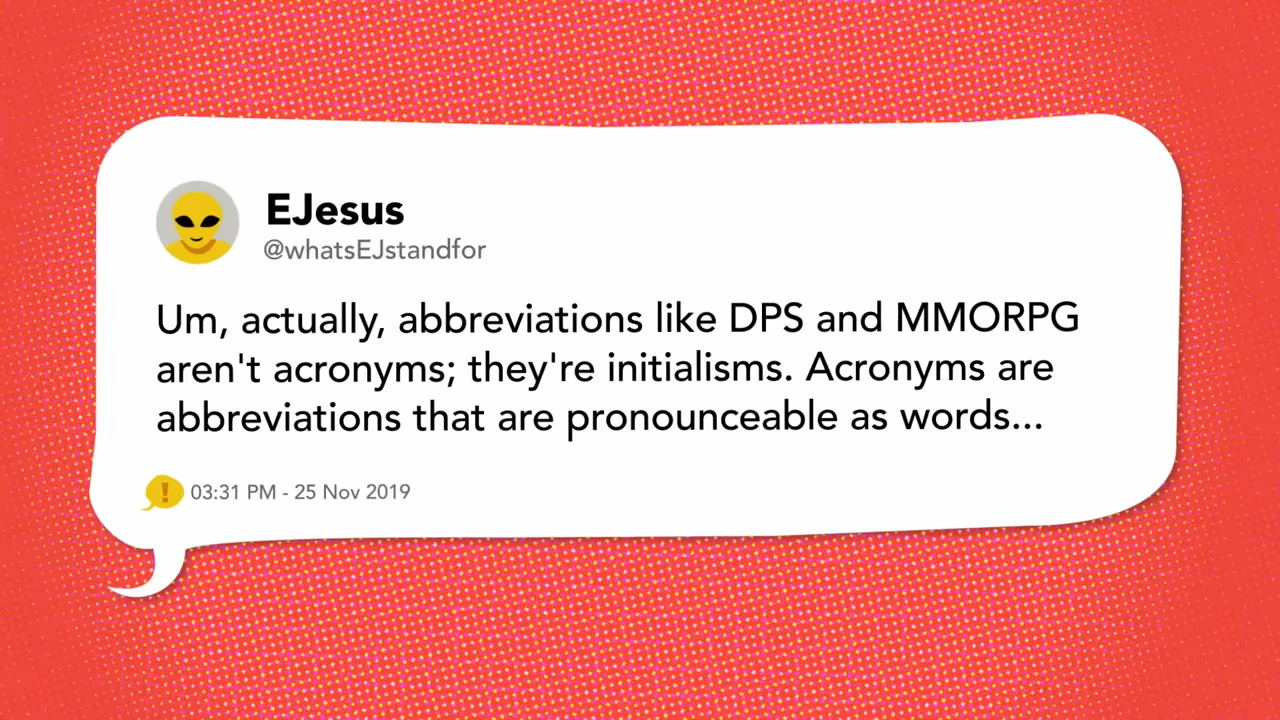 EJesus
@whatsEJstandfor
Um, actually, abbreviations like DPS and MMORPG
aren't acronyms; they're initialisms. Acronyms are
abbreviations that are pronounceable as words...
! 03:31 PM - 25 Nov 2019